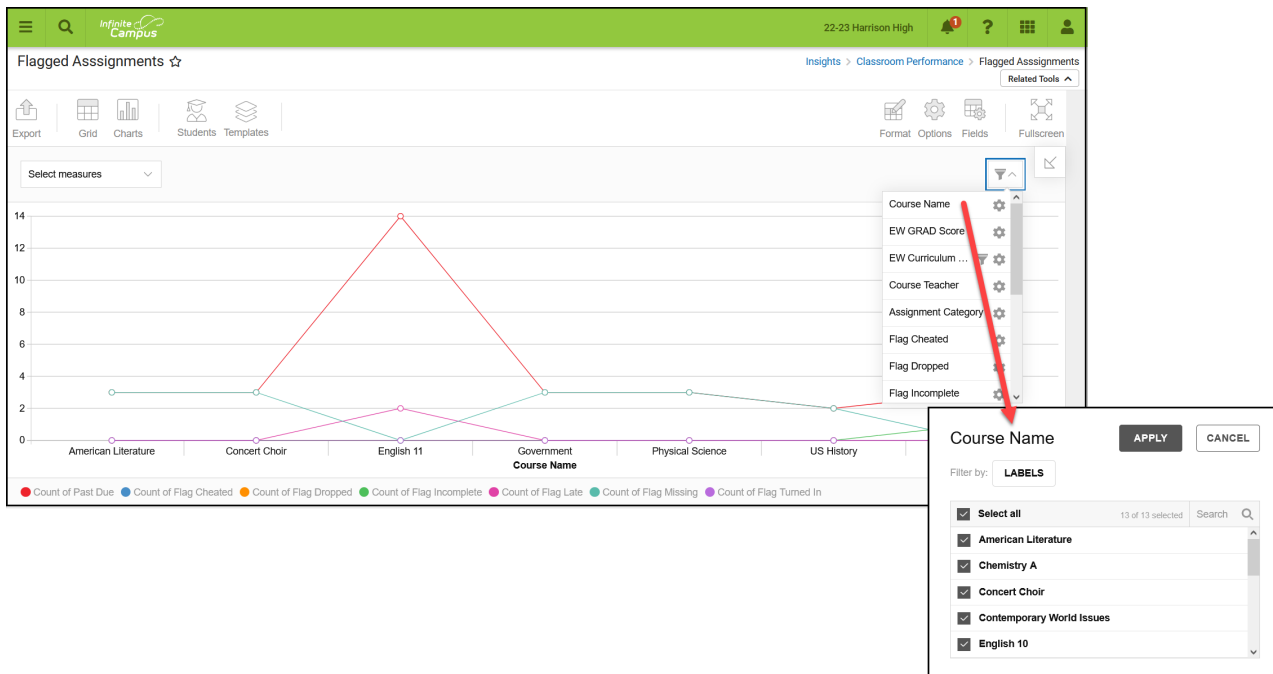 Infinite Campus
22-23 Harrison High
1
?
Flagged Asssignments
Insights > Classroom Performance > Flagged Asssignments
Related Tools
Export
Grid
Charts
Students
Templates
Format
Options
Fields
Fullscreen
Select measures
Course Name
EW GRAD Score
EW Curriculum ...
Course Teacher
Assignment Category
Flag Cheated
Flag Dropped
Flag Incomplete
14
12
10
8
6
4
2
0
American Literature
Concert Choir
English 11
Government
Physical Science
US History
Course Name
Count of Past Due
Count of Flag Cheated
Count of Flag Dropped
Count of Flag Incomplete
Count of Flag Late
Count of Flag Missing
Count of Flag Turned In
Course Name
APPLY
CANCEL
Filter by: LABELS
Select all
13 of 13 selected
Search
American Literature
Chemistry A
Concert Choir
Contemporary World Issues
English 10